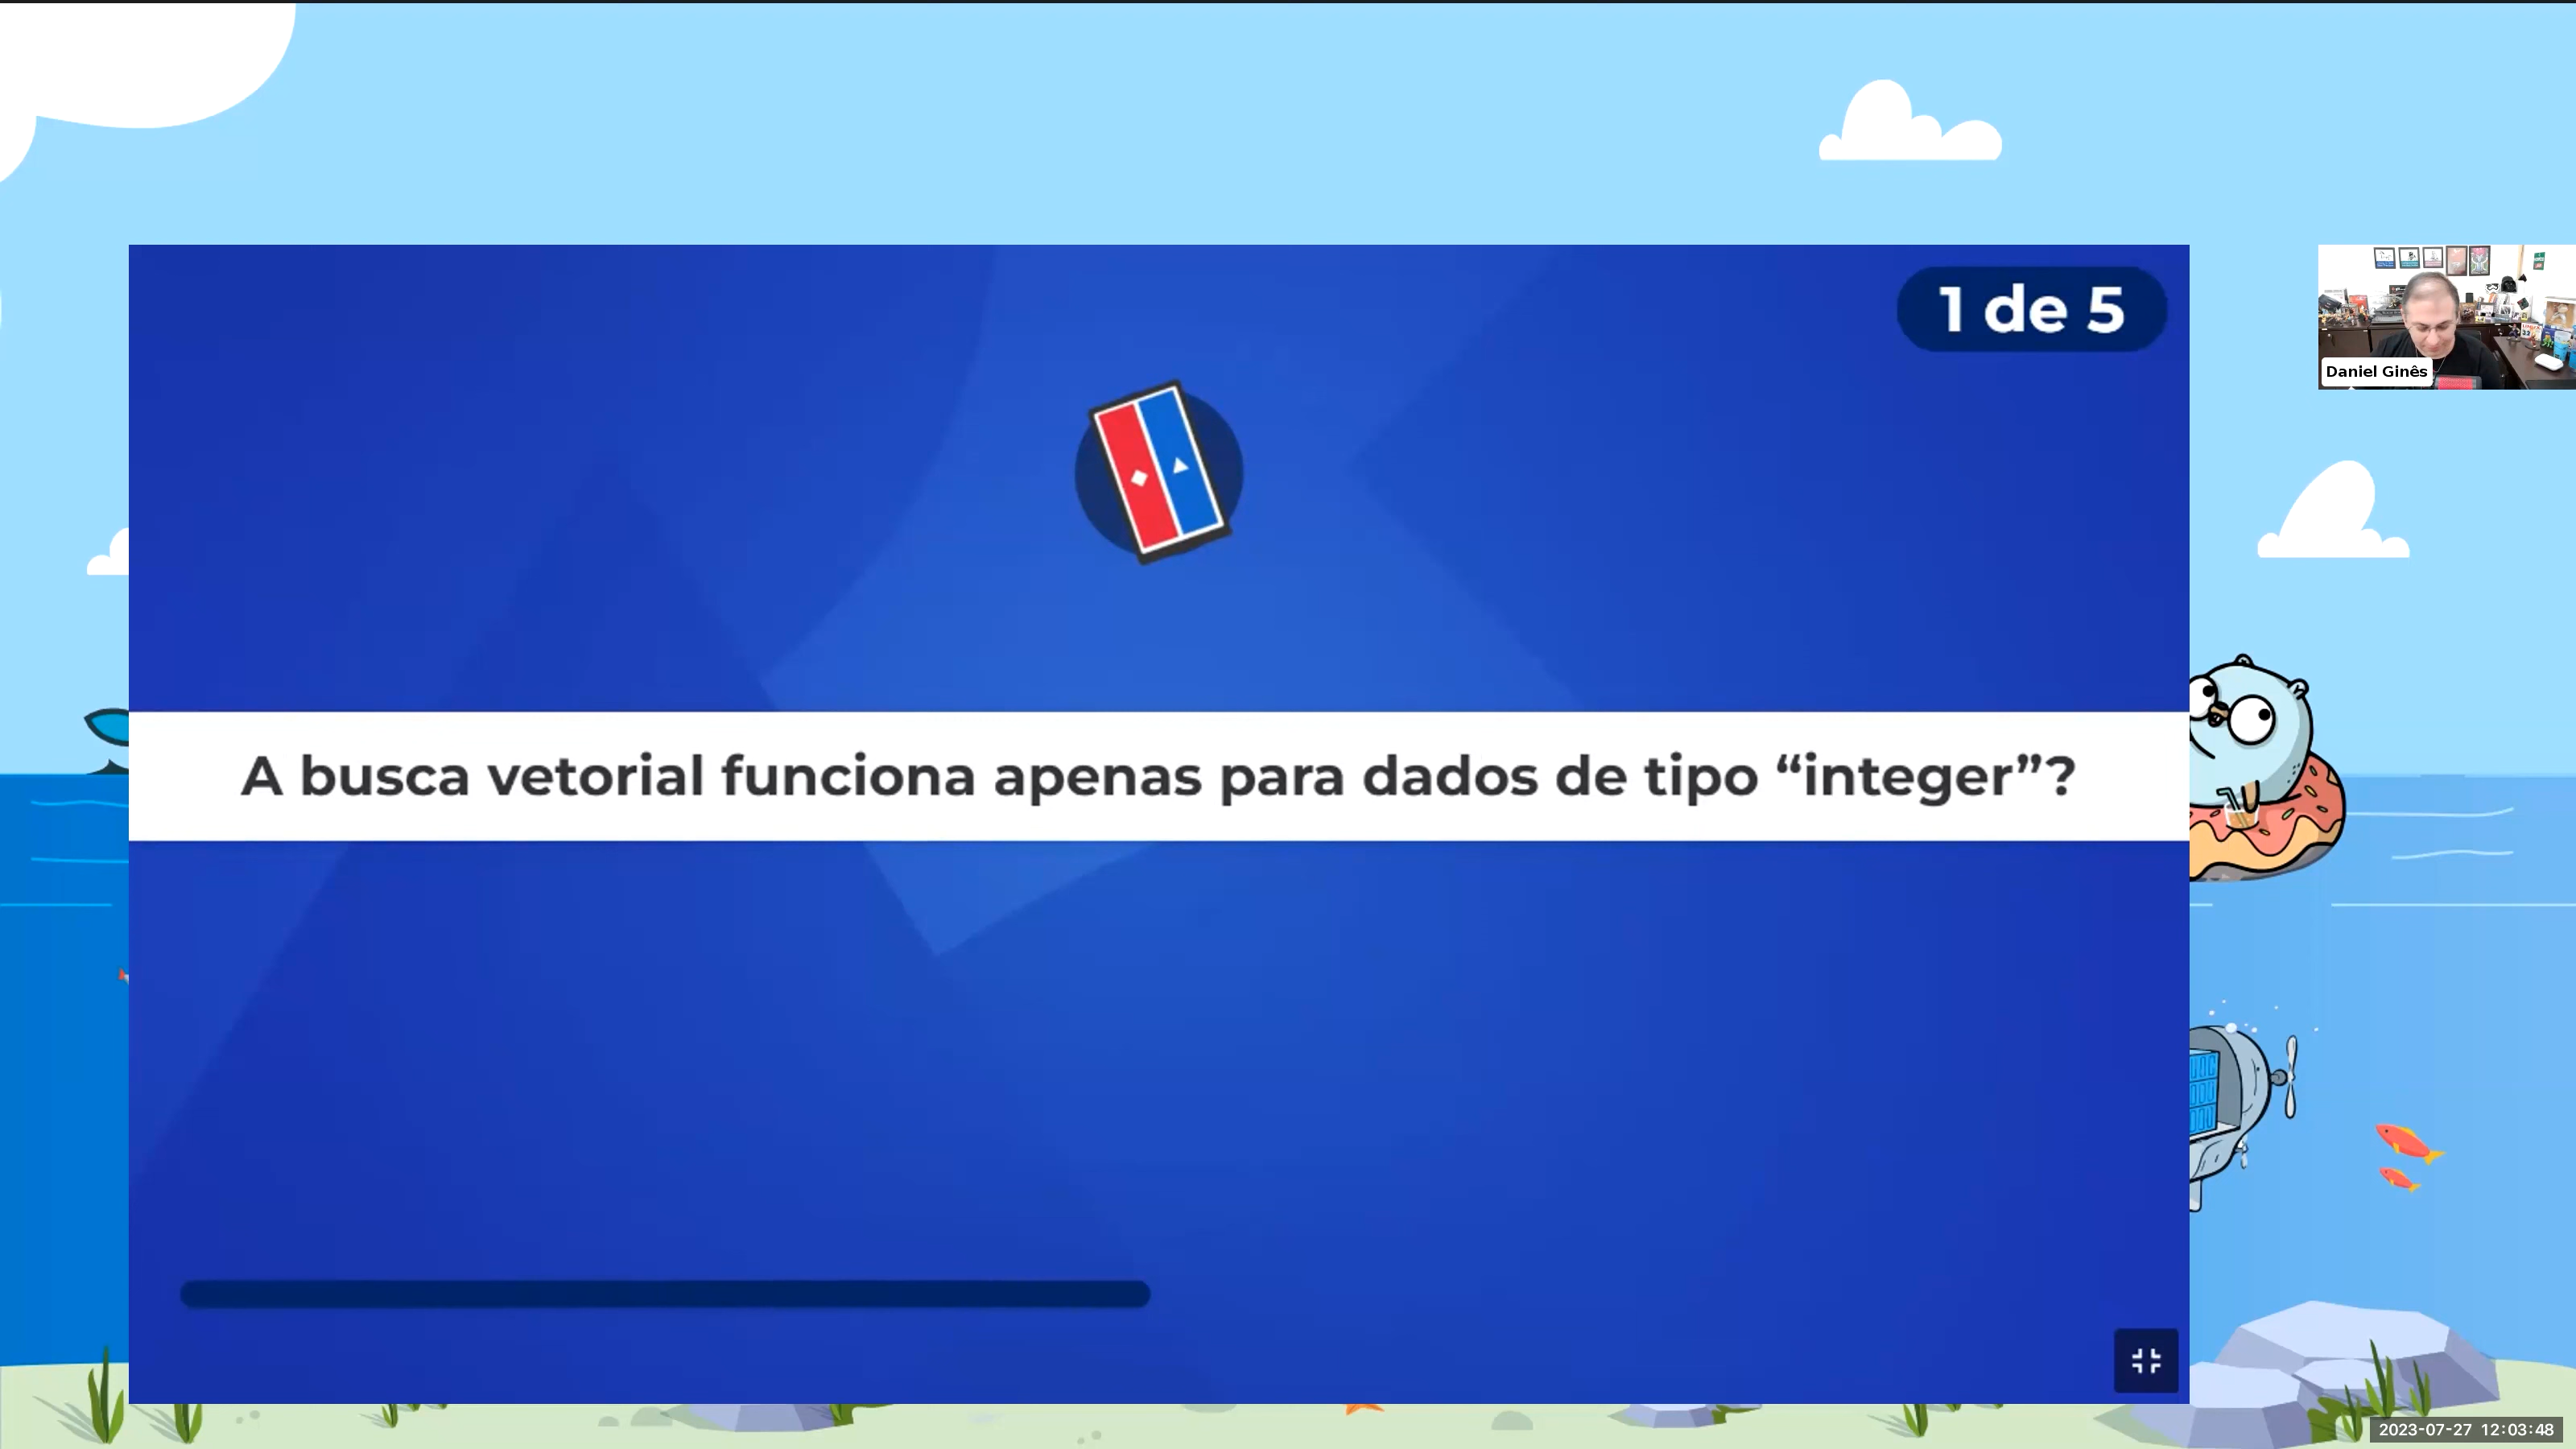 1 de 5
Daniel Ginês
A busca vetorial funciona apenas para dados de tipo “integer”?
2023-07-27 12:03:48